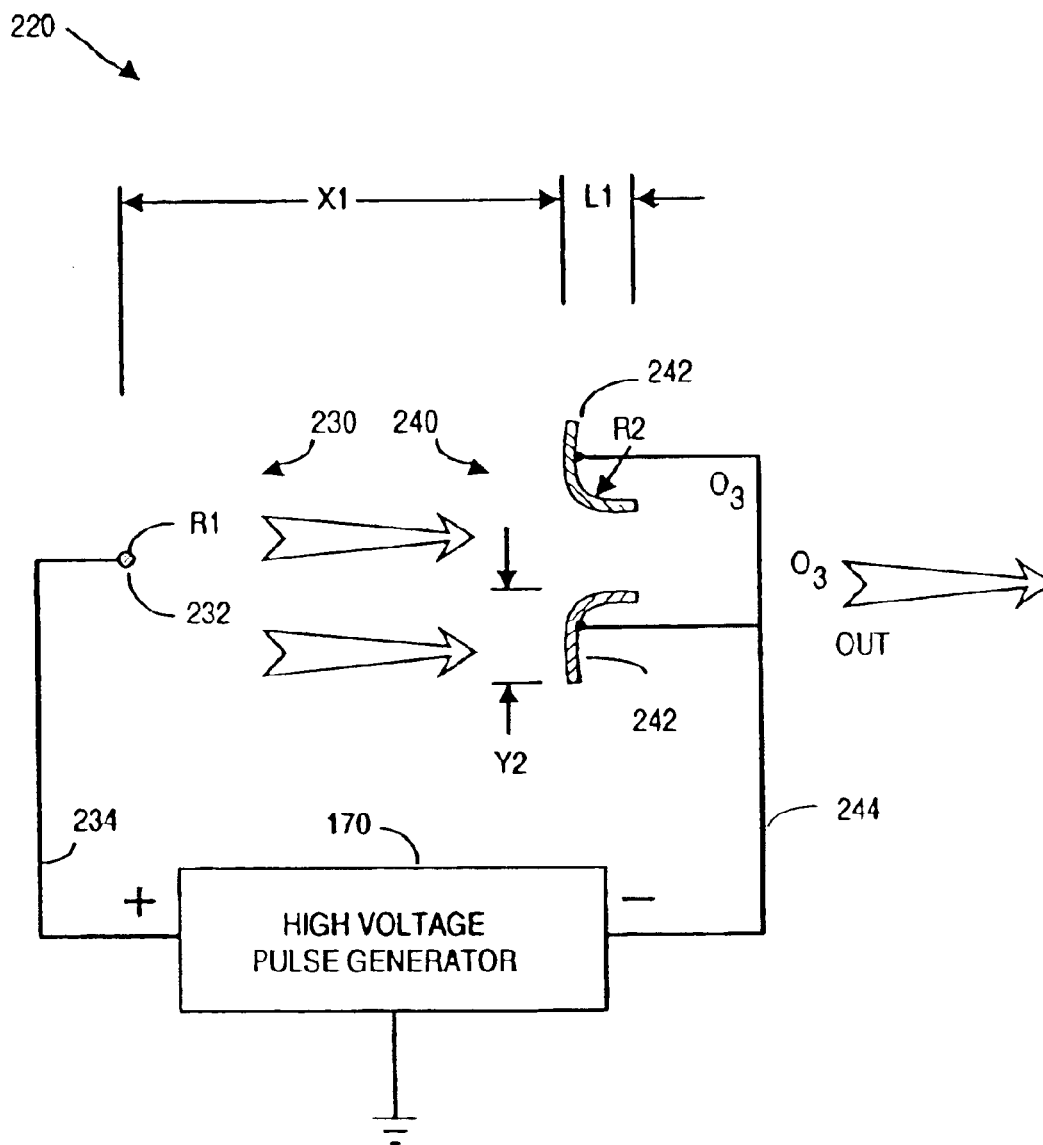 220
X1
L1
242
230
240
R2
R1
O3
232
O3
OUT
242
Y2
234
170
244
+
−
HIGH VOLTAGE
PULSE GENERATOR